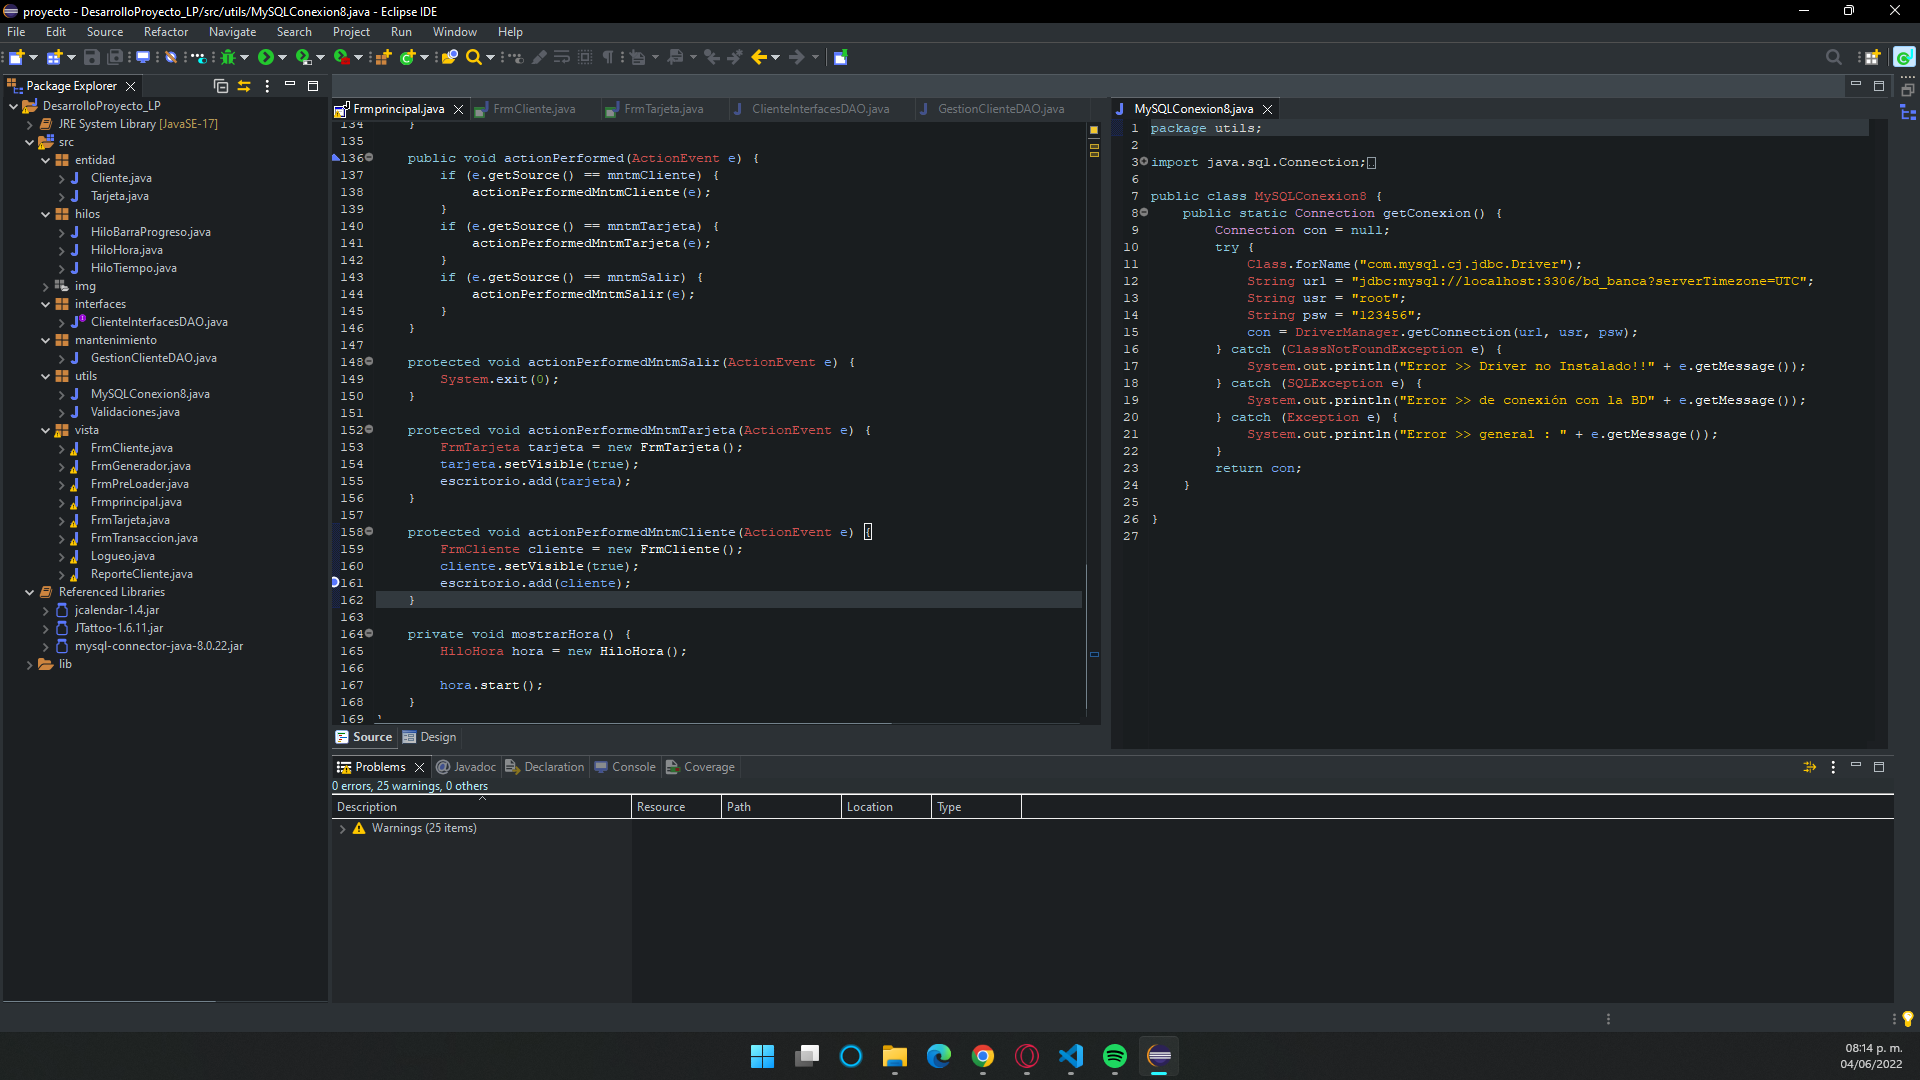 proyecto - DesarrolloProyecto_LP/src/utils/MySQLConexion8.java - Eclipse IDE
File Edit Source Refactor Navigate Search Project Run Window Help
Package Explorer
DesarrolloProyecto_LP
JRE System Library [JavaSE-17]
src
entidad
Cliente.java
Tarjeta.java
hilos
HiloBarraProgreso.java
HiloHora.java
HiloTiempo.java
img
interfaces
ClienteInterfacesDAO.java
mantenimiento
GestionClienteDAO.java
utils
MySQLConexion8.java
Validaciones.java
vista
FrmCliente.java
FrmGenerador.java
FrmPreLoader.java
Frmprincipal.java
FrmTarjeta.java
FrmTransaccion.java
Logueo.java
ReporteCliente.java
Referenced Libraries
jcalendar-1.4.jar
JTattoo-1.6.11.jar
mysql-connector-java-8.0.22.jar
lib
Frmprincipal.java FrmCliente.java FrmTarjeta.java ClienteInterfacesDAO.java GestionClienteDAO.java
134 }
135
136 public void actionPerformed(ActionEvent e) {
137 if (e.getSource() == mntmCliente) {
138 actionPerformedMntmCliente(e);
139 }
140 if (e.getSource() == mntmTarjeta) {
141 actionPerformedMntmTarjeta(e);
142 }
143 if (e.getSource() == mntmSalir) {
144 actionPerformedMntmSalir(e);
145 }
146 }
147
148 protected void actionPerformedMntmSalir(ActionEvent e) {
149 System.exit(0);
150 }
151
152 protected void actionPerformedMntmTarjeta(ActionEvent e) {
153 FrmTarjeta tarjeta = new FrmTarjeta();
154 tarjeta.setVisible(true);
155 escritorio.add(tarjeta);
156 }
157
158 protected void actionPerformedMntmCliente(ActionEvent e) {
159 FrmCliente cliente = new FrmCliente();
160 cliente.setVisible(true);
161 escritorio.add(cliente);
162 }
163
164 private void mostrarHora() {
165 HiloHora hora = new HiloHora();
166
167 hora.start();
168 }
169 }
Source Design
MySQLConexion8.java
1 package utils;
2
3 import java.sql.Connection;
6
7 public class MySQLConexion8 {
8 public static Connection getConexion() {
9 Connection con = null;
10 try {
11 Class.forName("com.mysql.cj.jdbc.Driver");
12 String url = "jdbc:mysql://localhost:3306/bd_banca?serverTimezone=UTC";
13 String usr = "root";
14 String psw = "123456";
15 con = DriverManager.getConnection(url, usr, psw);
16 } catch (ClassNotFoundException e) {
17 System.out.println("Error >> Driver no Instalado!!" + e.getMessage());
18 } catch (SQLException e) {
19 System.out.println("Error >> de conexión con la BD" + e.getMessage());
20 } catch (Exception e) {
21 System.out.println("Error >> general : " + e.getMessage());
22 }
23 return con;
24 }
25
26 }
27
Problems Javadoc Declaration Console Coverage
0 errors, 25 warnings, 0 others
Description Resource Path Location Type
Warnings (25 items)
08:14 p. m.
04/06/2022